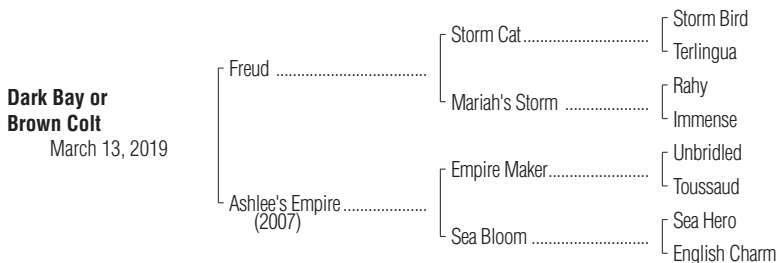 Dark Bay or
Brown Colt
March 13, 2019
Freud ....................................
Ashlee's Empire ....................
(2007)
Storm Cat..............................
Mariah's Storm ....................
Empire Maker........................
Sea Bloom ............................
Storm Bird
Terlingua
Rahy
Immense
Unbridled
Toussaud
Sea Hero
English Charm